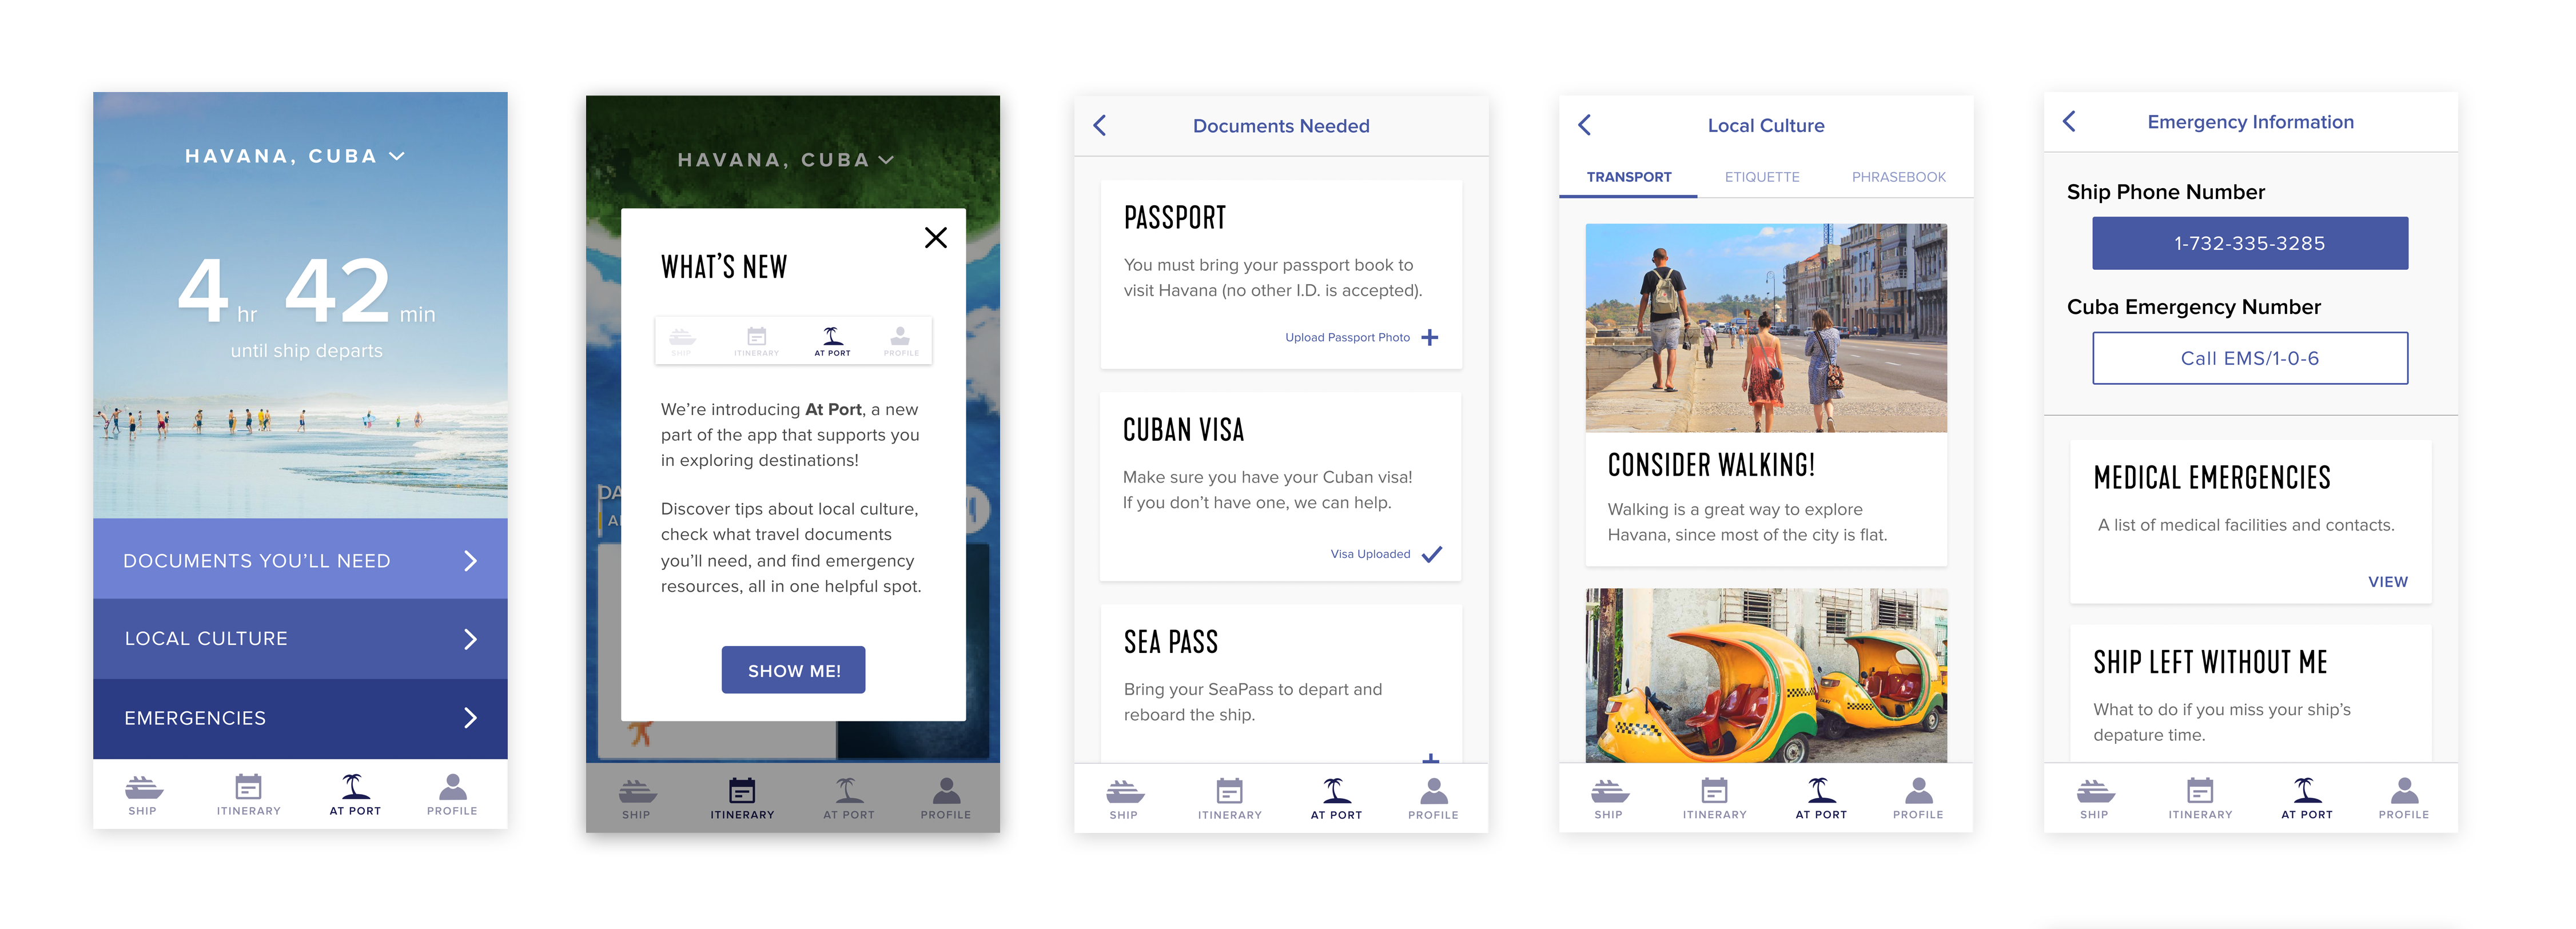 HAVANA, CUBA
4 hr 42 min
until ship departs
DOCUMENTS YOU'LL NEED
LOCAL CULTURE
EMERGENCIES
SHIP ITINERARY AT PORT PROFILE
HAVANA, CUBA
WHAT'S NEW
SHIP ITINERARY AT PORT PROFILE
We're introducing At Port, a new
part of the app that supports you
in exploring destinations!
Discover tips about local culture,
check what travel documents
you'll need, and find emergency
resources, all in one helpful spot.
SHOW ME!
SHIP ITINERARY AT PORT PROFILE
Documents Needed
PASSPORT
You must bring your passport book to
visit Havana (no other I.D. is accepted).
Upload Passport Photo
CUBAN VISA
Make sure you have your Cuban visa!
If you don't have one, we can help.
Visa Uploaded
SEA PASS
Bring your SeaPass to depart and
reboard the ship.
SHIP ITINERARY AT PORT PROFILE
Local Culture
TRANSPORT ETIQUETTE PHRASEBOOK
CONSIDER WALKING!
Walking is a great way to explore
Havana, since most of the city is flat.
SHIP ITINERARY AT PORT PROFILE
Emergency Information
Ship Phone Number
1-732-335-3285
Cuba Emergency Number
Call EMS/1-0-6
MEDICAL EMERGENCIES
A list of medical facilities and contacts.
VIEW
SHIP LEFT WITHOUT ME
What to do if you miss your ship's
depature time.
SHIP ITINERARY AT PORT PROFILE